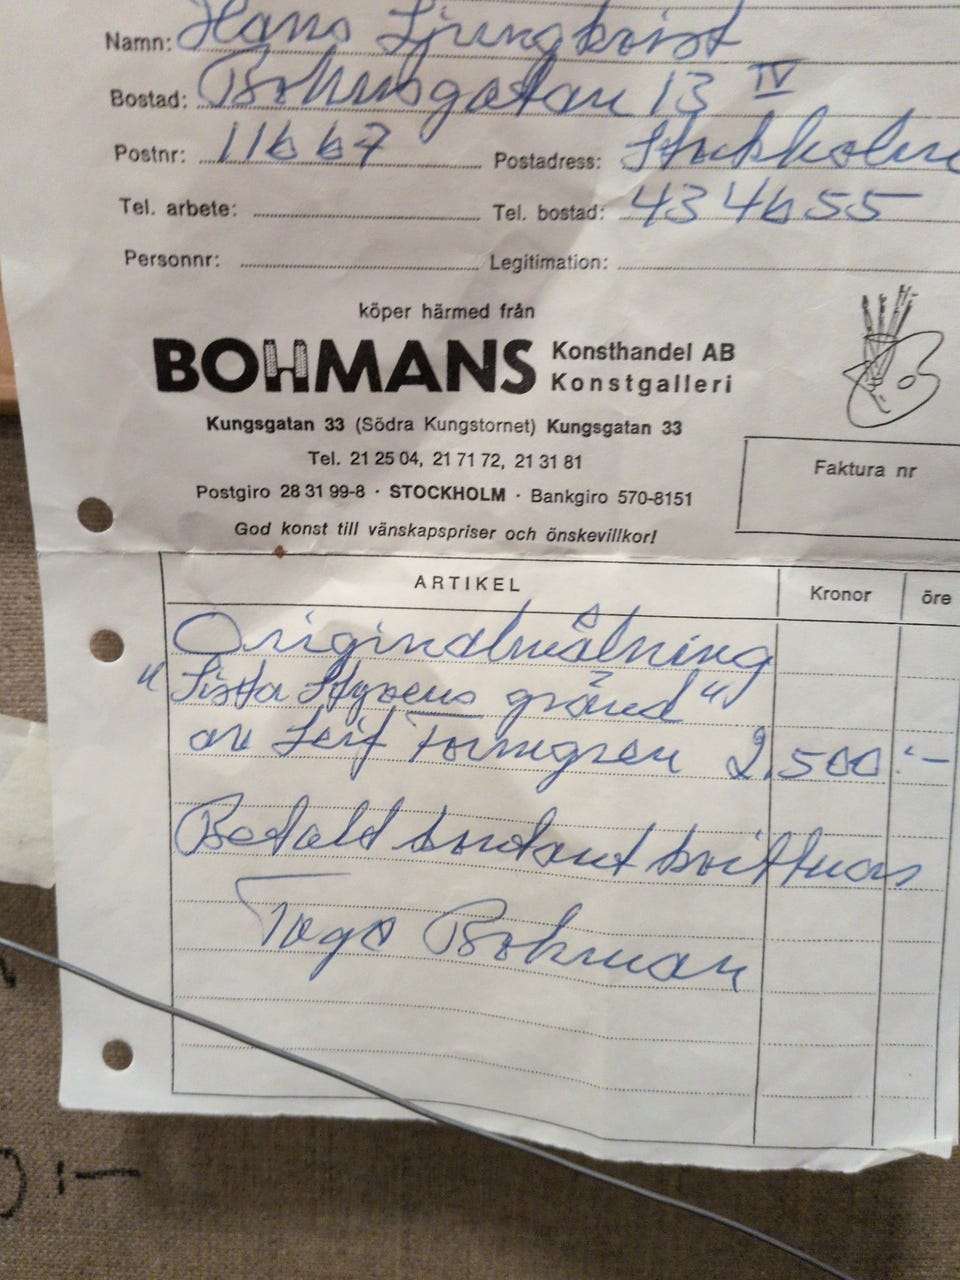 Namn: Hans Ljungkvist
Bostad: Bohusgatan 13 IV
Postnr: 11667 Postadress: Stockholm
Tel. arbete: Tel. bostad: 434655
Personnr: Legitimation:
köper härmed från
BOHMANS Konsthandel AB
Konstgalleri
Kungsgatan 33 (Södra Kungstornet) Kungsgatan 33
Tel. 21 25 04, 21 71 72, 21 31 81
Postgiro 28 31 99-8 · STOCKHOLM · Bankgiro 570-8151
God konst till vänskapspriser och önskevillkor!
Faktura nr
ARTIKEL Kronor öre
Originalmålning
"Sista Styvens gränd"
av Leif 2.500:-
Betalt kontant kvitteras
Tage Bohman
:-